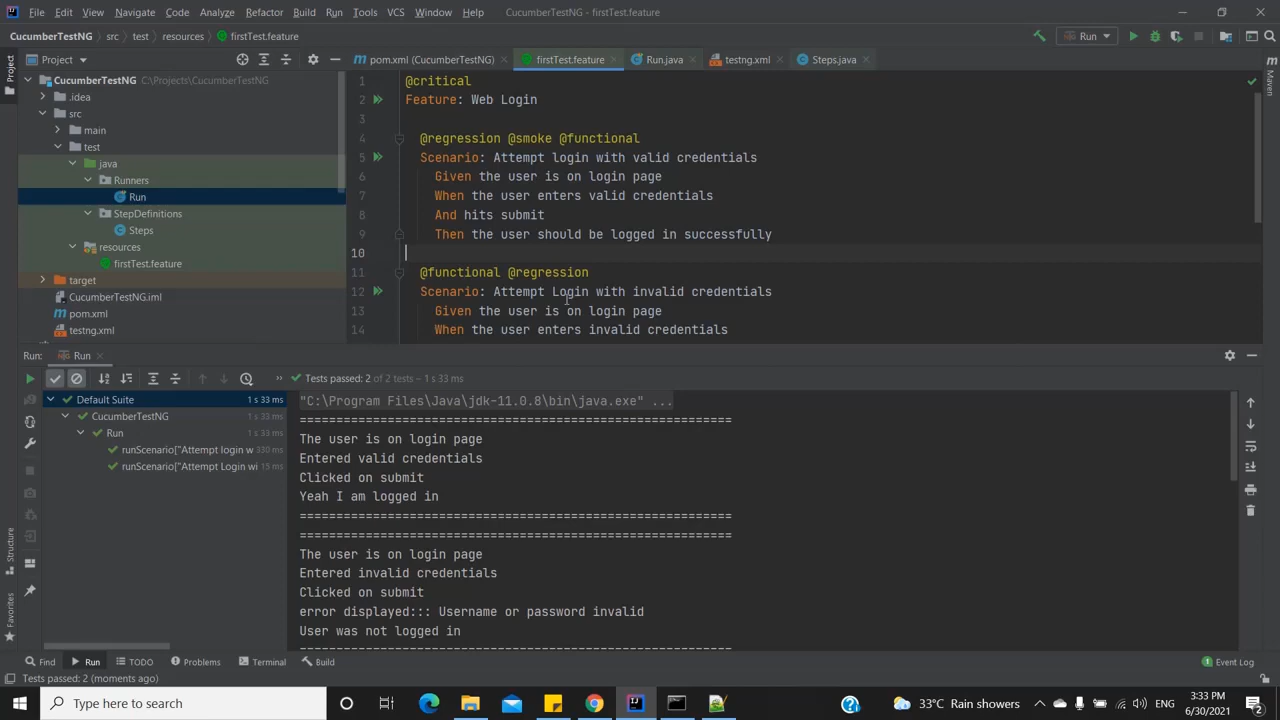 File Edit View Navigate Code Analyze Refactor Build Run Tools VCS Window Help CucumberTestNG - firstTest.feature
CucumberTestNG src test resources firstTest.feature Run
Project pom.xml (CucumberTestNG) firstTest.feature Run.java testng.xml Steps.java
Project
Maven
CucumberTestNG C:\Projects\CucumberTestNG
.idea
src
main
test
java
Runners
Run
StepDefinitions
Steps
resources
firstTest.feature
target
CucumberTestNG.iml
pom.xml
testng.xml
1 @critical
2 Feature: Web Login
3
4 @regression @smoke @functional
5 Scenario: Attempt login with valid credentials
6 Given the user is on login page
7 When the user enters valid credentials
8 And hits submit
9 Then the user should be logged in successfully
10
11 @functional @regression
12 Scenario: Attempt Login with invalid credentials
13 Given the user is on login page
14 When the user enters invalid credentials
Run: Run
Tests passed: 2 of 2 tests – 1 s 33 ms
Default Suite 1 s 33 ms
CucumberTestNG 1 s 33 ms
Run 1 s 33 ms
runScenario["Attempt login w 330 ms
runScenario["Attempt Login wi 15 ms
"C:\Program Files\Java\jdk-11.0.8\bin\java.exe" ...
===========================================================
The user is on login page
Entered valid credentials
Clicked on submit
Yeah I am logged in
===========================================================
===========================================================
The user is on login page
Entered invalid credentials
Clicked on submit
error displayed::: Username or password invalid
User was not logged in
Structure
Favorites
Find Run TODO Problems Terminal Build Event Log
Tests passed: 2 (moments ago)
Type here to search
33°C Rain showers ENG 3:33 PM
6/30/2021 2